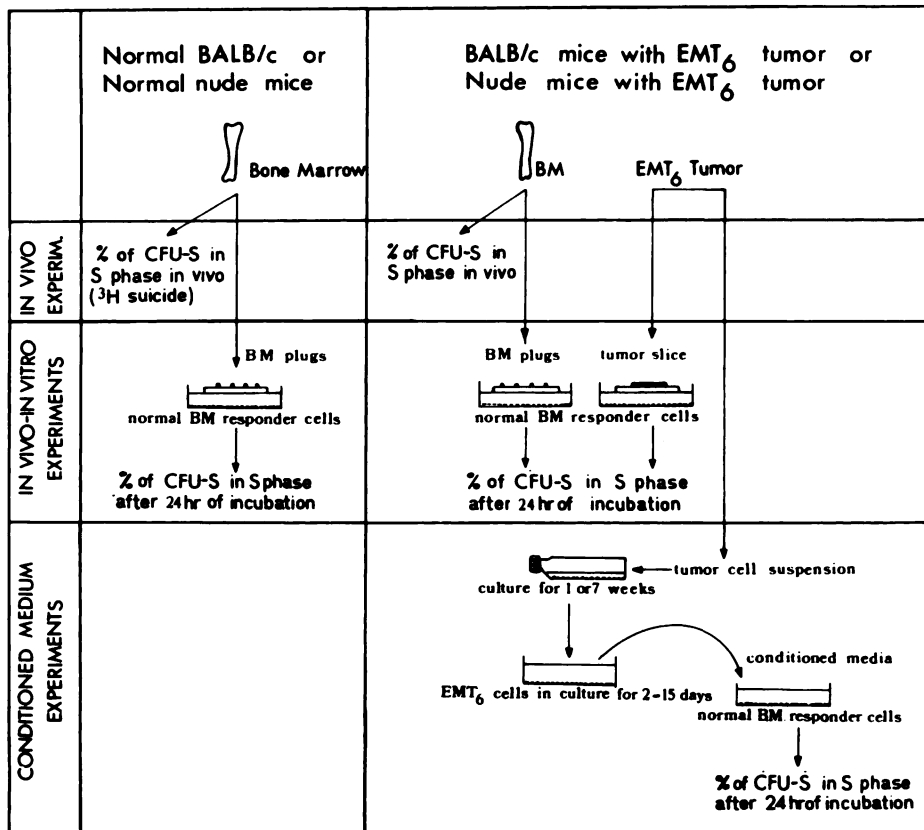 Normal BALB/c or
Normal nude mice
BALB/c mice with EMT6 tumor or
Nude mice with EMT6 tumor
Bone Marrow
BM
EMT6 Tumor
IN VIVO
EXPERIM.
% of CFU-S in
S phase in vivo
(3H suicide)
% of CFU-S in
S phase in vivo
IN VIVO-IN VITRO
EXPERIMENTS
BM plugs
normal BM responder cells
% of CFU-S in S phase
after 24 hr of incubation
BM plugs
tumor slice
normal BM responder cells
% of CFU-S in S phase
after 24 hr of incubation
CONDITIONED MEDIUM
EXPERIMENTS
tumor cell suspension
culture for 1 or 7 weeks
conditioned media
EMT6 cells in culture for 2-15 days
normal BM responder cells
% of CFU-S in S phase
after 24 hr of incubation